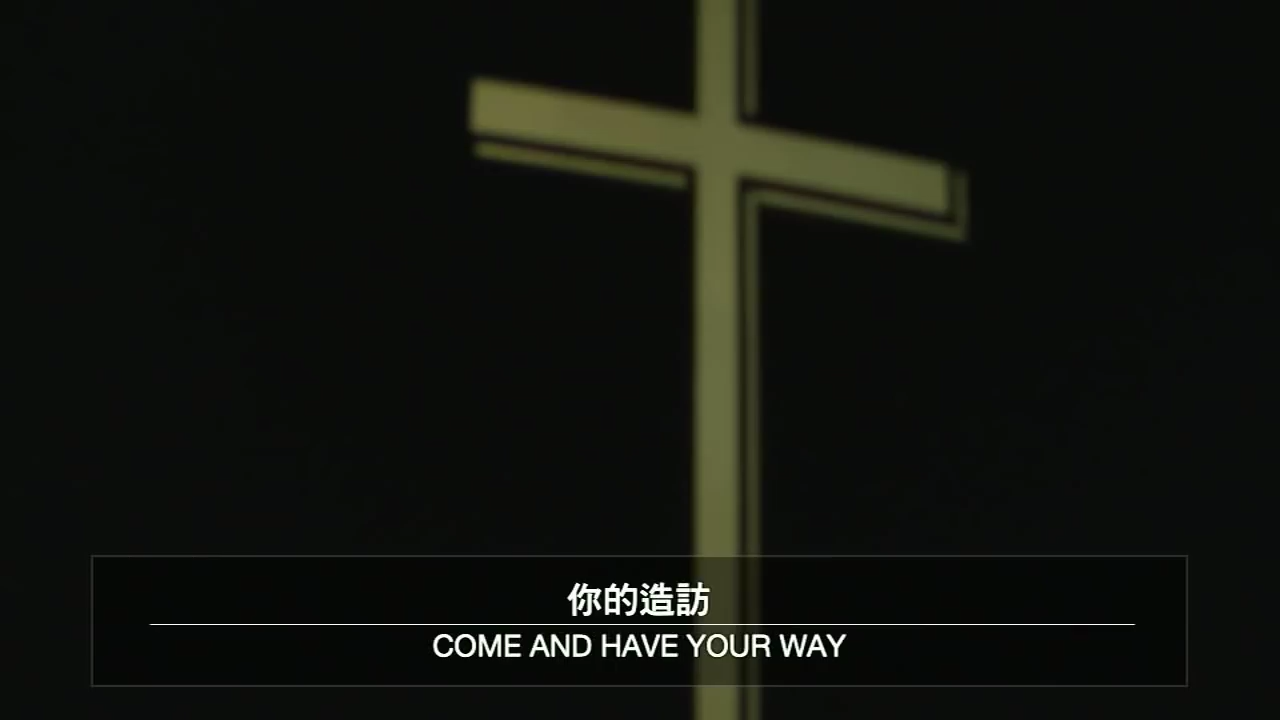 你的造訪
COME AND HAVE YOUR WAY